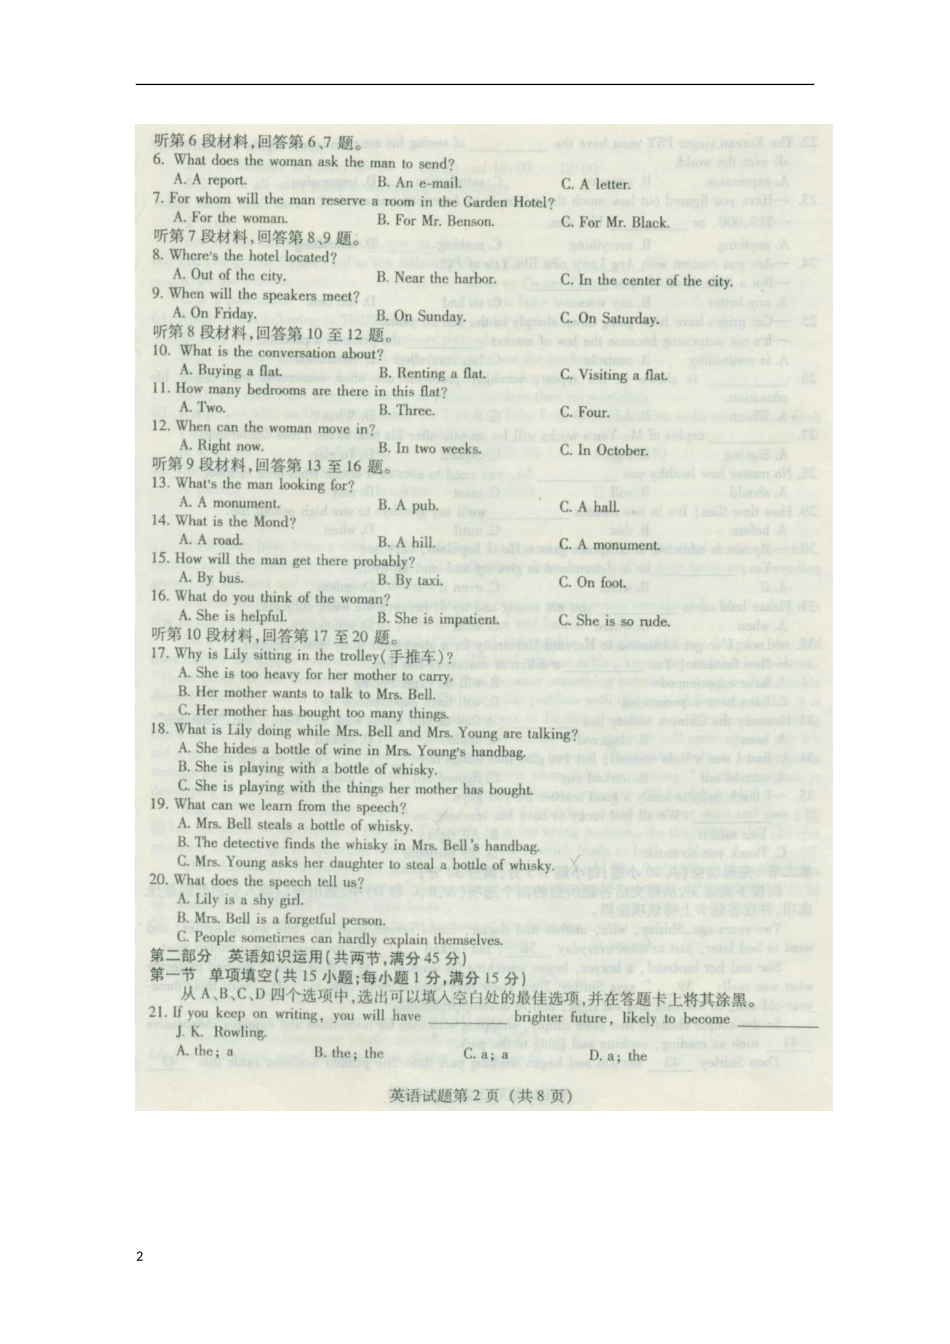 听第6段材料,回答第6、7题。
6. What does the woman ask the man to send?
A. A report. B. An e-mail. C. A letter.
7. For whom will the man reserve a room in the Garden Hotel?
A. For the woman. B. For Mr. Benson. C. For Mr. Black.
听第7段材料,回答第8、9题。
8. Where's the hotel located?
A. Out of the city. B. Near the harbor. C. In the center of the city.
9. When will the speakers meet?
A. On Friday. B. On Sunday. C. On Saturday.
听第8段材料,回答第10至12题。
10. What is the conversation about?
A. Buying a flat. B. Renting a flat. C. Visiting a flat.
11. How many bedrooms are there in this flat?
A. Two. B. Three. C. Four.
12. When can the woman move in?
A. Right now. B. In two weeks. C. In October.
听第9段材料,回答第13至16题。
13. What's the man looking for?
A. A monument. B. A pub. C. A hall.
14. What is the Mond?
A. A road. B. A hill. C. A monument.
15. How will the man get there probably?
A. By bus. B. By taxi. C. On foot.
16. What do you think of the woman?
A. She is helpful. B. She is impatient. C. She is so rude.
听第10段材料,回答第17至20题。
17. Why is Lily sitting in the trolley(手推车)?
A. She is too heavy for her mother to carry.
B. Her mother wants to talk to Mrs. Bell.
C. Her mother has bought too many things.
18. What is Lily doing while Mrs. Bell and Mrs. Young are talking?
A. She hides a bottle of wine in Mrs. Young's handbag.
B. She is playing with a bottle of whisky.
C. She is playing with the things her mother has bought.
19. What can we learn from the speech?
A. Mrs. Bell steals a bottle of whisky.
B. The detective finds the whisky in Mrs. Bell's handbag.
C. Mrs. Young asks her daughter to steal a bottle of whisky.
20. What does the speech tell us?
A. Lily is a shy girl.
B. Mrs. Bell is a forgetful person.
C. People sometimes can hardly explain themselves.
第二部分 英语知识运用(共两节,满分45分)
第一节 单项填空(共15小题;每小题1分,满分15分)
从A、B、C、D四个选项中,选出可以填入空白处的最佳选项,并在答题卡上将其涂黑。
21. If you keep on writing, you will have ________ brighter future, likely to become ________
J. K. Rowling.
A. the; a B. the; the C. a; a D. a; the
英语试题第2页(共8页)
2